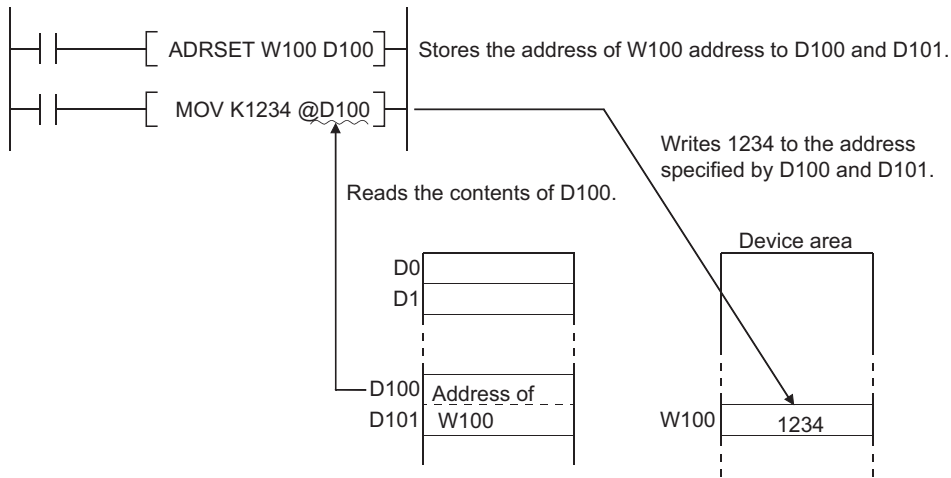 ADRSET W100 D100
Stores the address of W100 address to D100 and D101.
MOV K1234 @D100
Writes 1234 to the address
specified by D100 and D101.
Reads the contents of D100.
Device area
D0
D1
D100
Address of
D101
W100
W100
1234